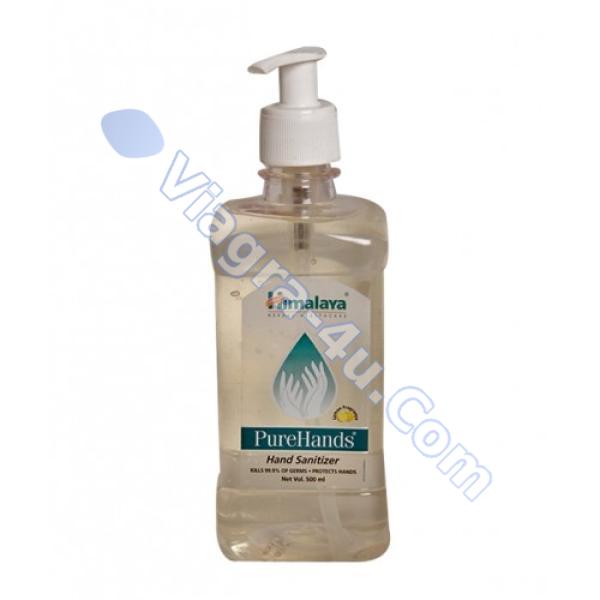 Himalaya®
HERBAL HEALTHCARE
PureHands®
Hand Sanitizer
KILLS 99.9% OF GERMS • PROTECTS HANDS
Net Vol. 500 ml
Viagra-4u.Com